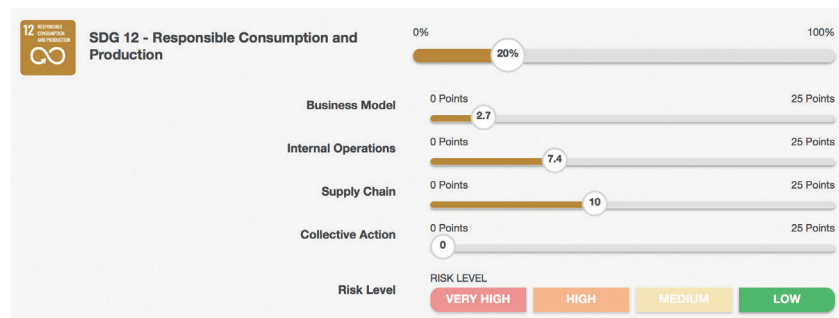 12 RESPONSIBLE
CONSUMPTION
AND PRODUCTION
SDG 12 - Responsible Consumption and
Production
0%
100%
20%
Business Model
0 Points
25 Points
2.7
Internal Operations
0 Points
25 Points
7.4
Supply Chain
0 Points
25 Points
10
Collective Action
0 Points
25 Points
0
Risk Level
RISK LEVEL
VERY HIGH
HIGH
MEDIUM
LOW